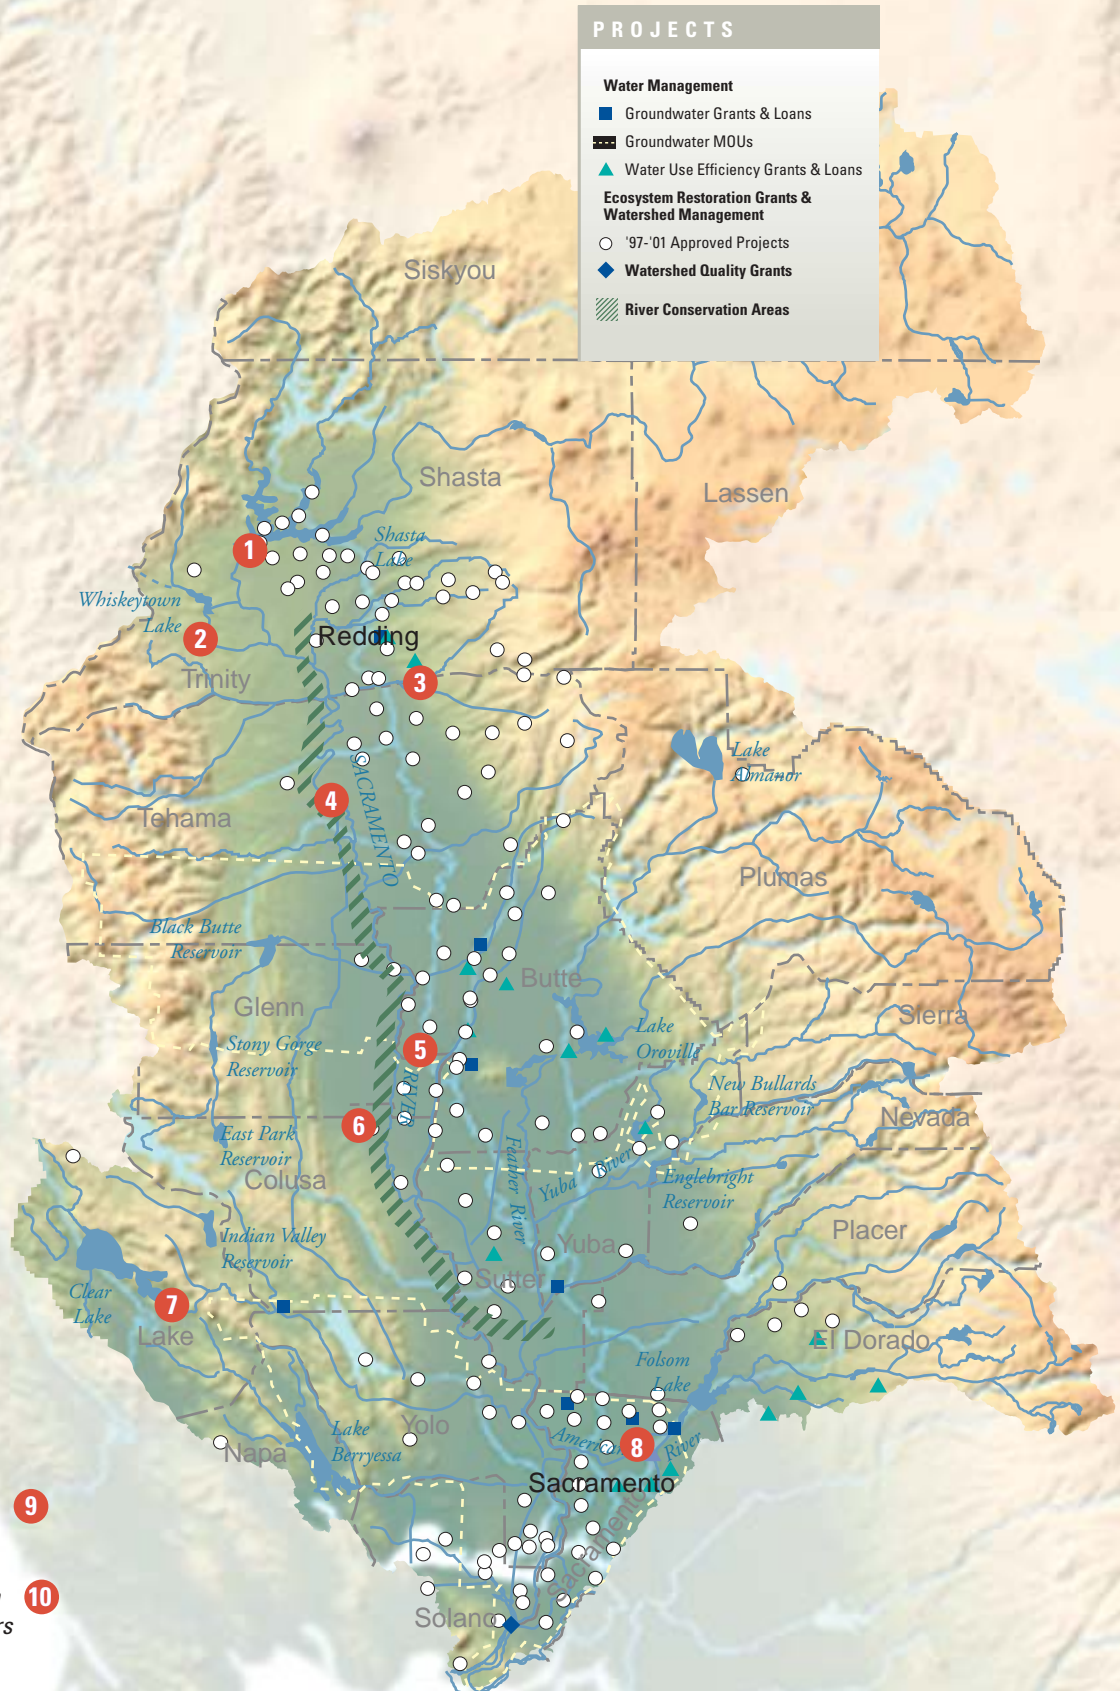 PROJECTS
Water Management
Groundwater Grants & Loans
Groundwater MOUs
Water Use Efficiency Grants & Loans
Ecosystem Restoration Grants &
Watershed Management
'97-'01 Approved Projects
Watershed Quality Grants
River Conservation Areas
Siskyou
Shasta
Lassen
Shasta
Lake
1
Whiskeytown
Lake
2
Redding
Trinity
3
Lake
Almanor
SACRAMENTO
4
Tehama
Plumas
Black Butte
Reservoir
Butte
Glenn
Sierra
Stony Gorge
Reservoir
5
Lake
Oroville
RIVER
New Bullards
Bar Reservoir
6
Nevada
East Park
Reservoir
Feather River
Yuba River
Colusa
Englebright
Reservoir
Indian Valley
Reservoir
Yuba
Placer
Sutter
Clear
Lake
7
Lake
El Dorado
Folsom
Lake
Lake
Berryessa
Yolo
American River
8
Napa
Sacramento
9
Sacramento
10
rs
Solano